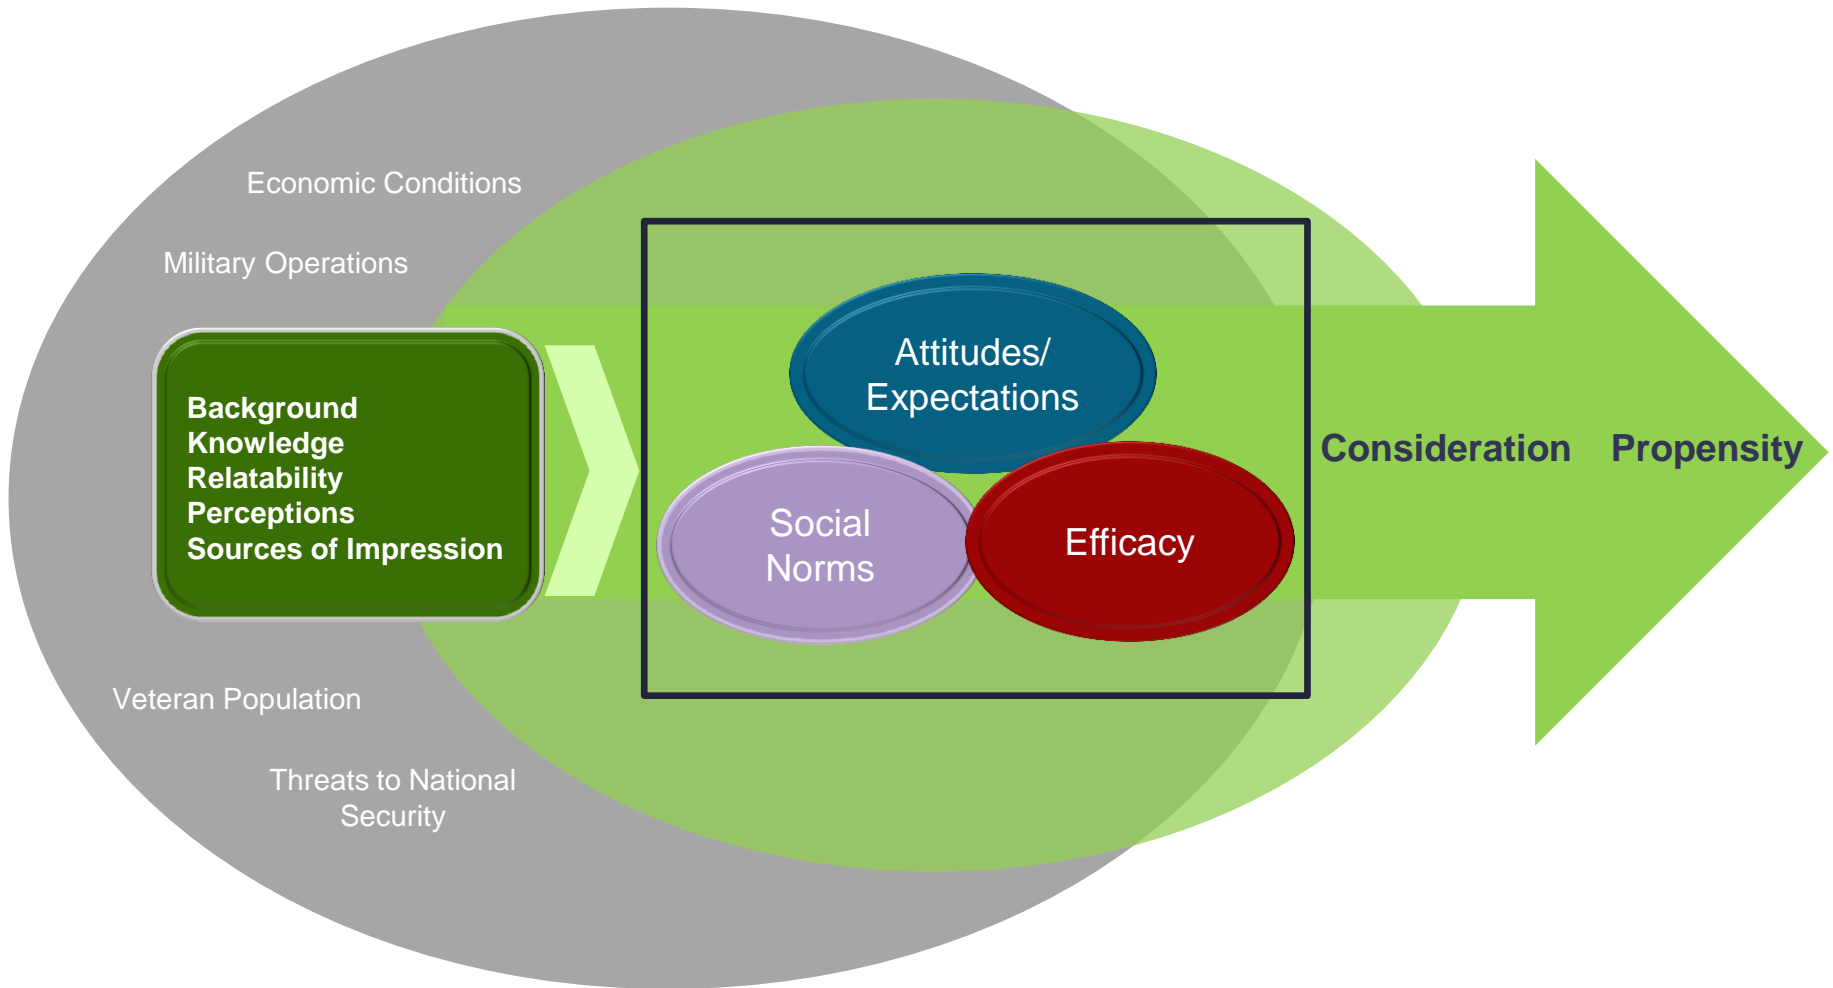 Economic Conditions
Military Operations
Background
Knowledge
Relatability
Perceptions
Sources of Impression
Attitudes/
Expectations
Social
Norms
Efficacy
Consideration
Propensity
Veteran Population
Threats to National
Security